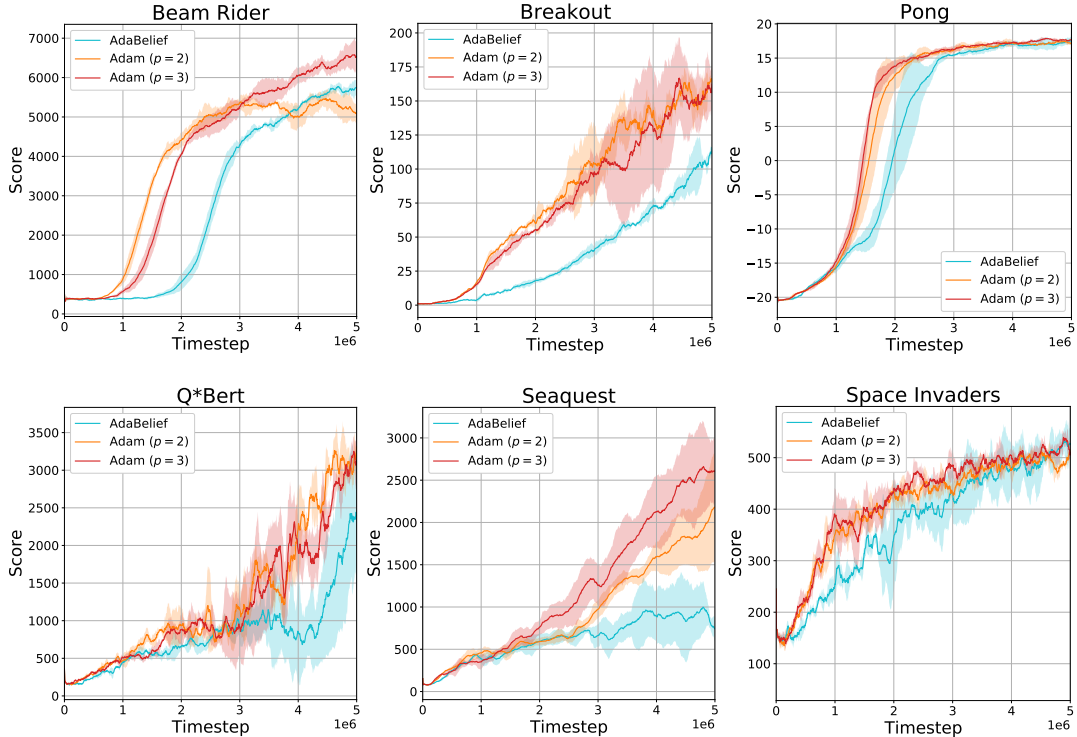 Beam Rider
Score
7000
6000
5000
4000
3000
2000
1000
0
AdaBelief
Adam (p = 2)
Adam (p = 3)
0 1 2 3 4 5
Timestep
1e6
Breakout
Score
200
175
150
125
100
75
50
25
0
AdaBelief
Adam (p = 2)
Adam (p = 3)
0 1 2 3 4 5
Timestep
1e6
Pong
Score
20
15
10
5
0
−5
−10
−15
−20
AdaBelief
Adam (p = 2)
Adam (p = 3)
0 1 2 3 4 5
Timestep
1e6
Q*Bert
Score
3500
3000
2500
2000
1500
1000
500
0
AdaBelief
Adam (p = 2)
Adam (p = 3)
0 1 2 3 4 5
Timestep
1e6
Seaquest
Score
3000
2500
2000
1500
1000
500
0
AdaBelief
Adam (p = 2)
Adam (p = 3)
0 1 2 3 4 5
Timestep
1e6
Space Invaders
Score
500
400
300
200
100
AdaBelief
Adam (p = 2)
Adam (p = 3)
0 1 2 3 4 5
Timestep
1e6